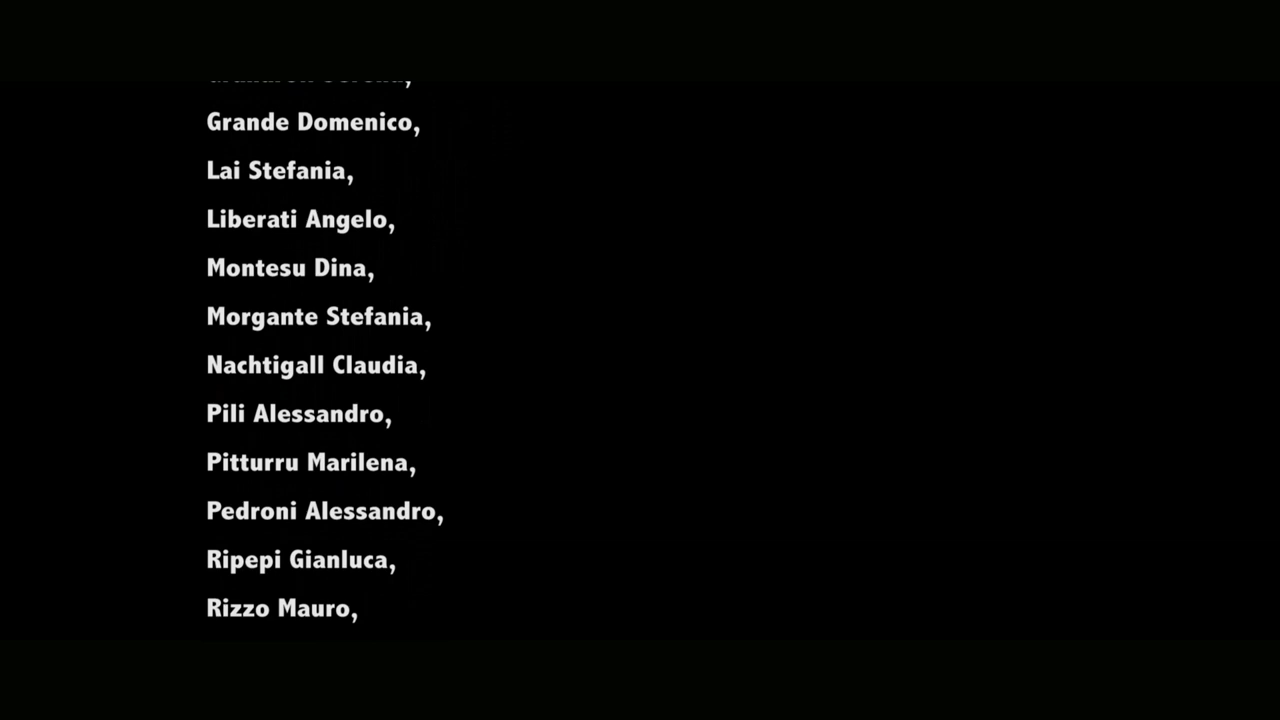 Grande Domenico,
Lai Stefania,
Liberati Angelo,
Montesu Dina,
Morgante Stefania,
Nachtigall Claudia,
Pili Alessandro,
Pitturru Marilena,
Pedroni Alessandro,
Ripepi Gianluca,
Rizzo Mauro,